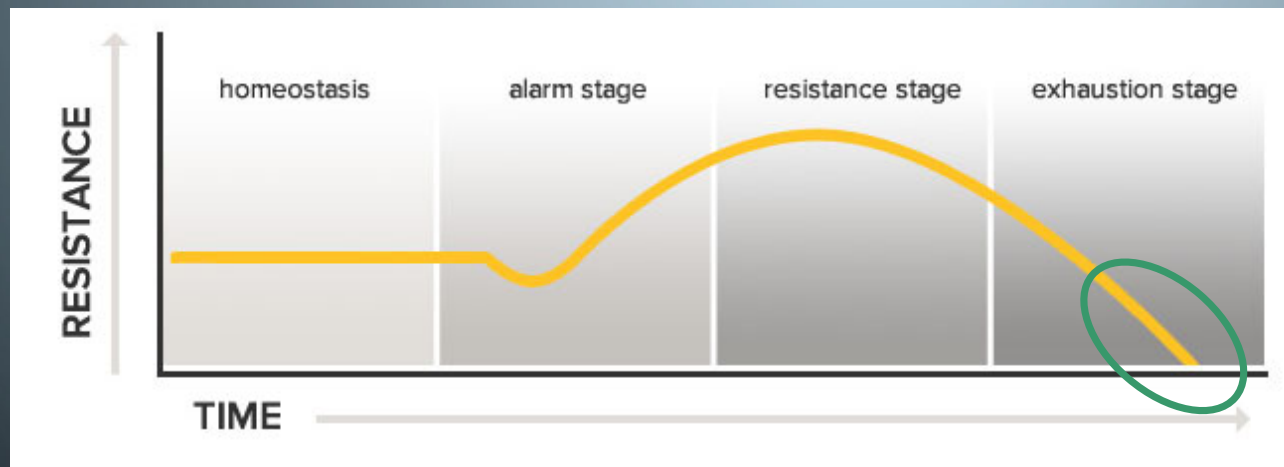 homeostasis
alarm stage
resistance stage
exhaustion stage
RESISTANCE
TIME